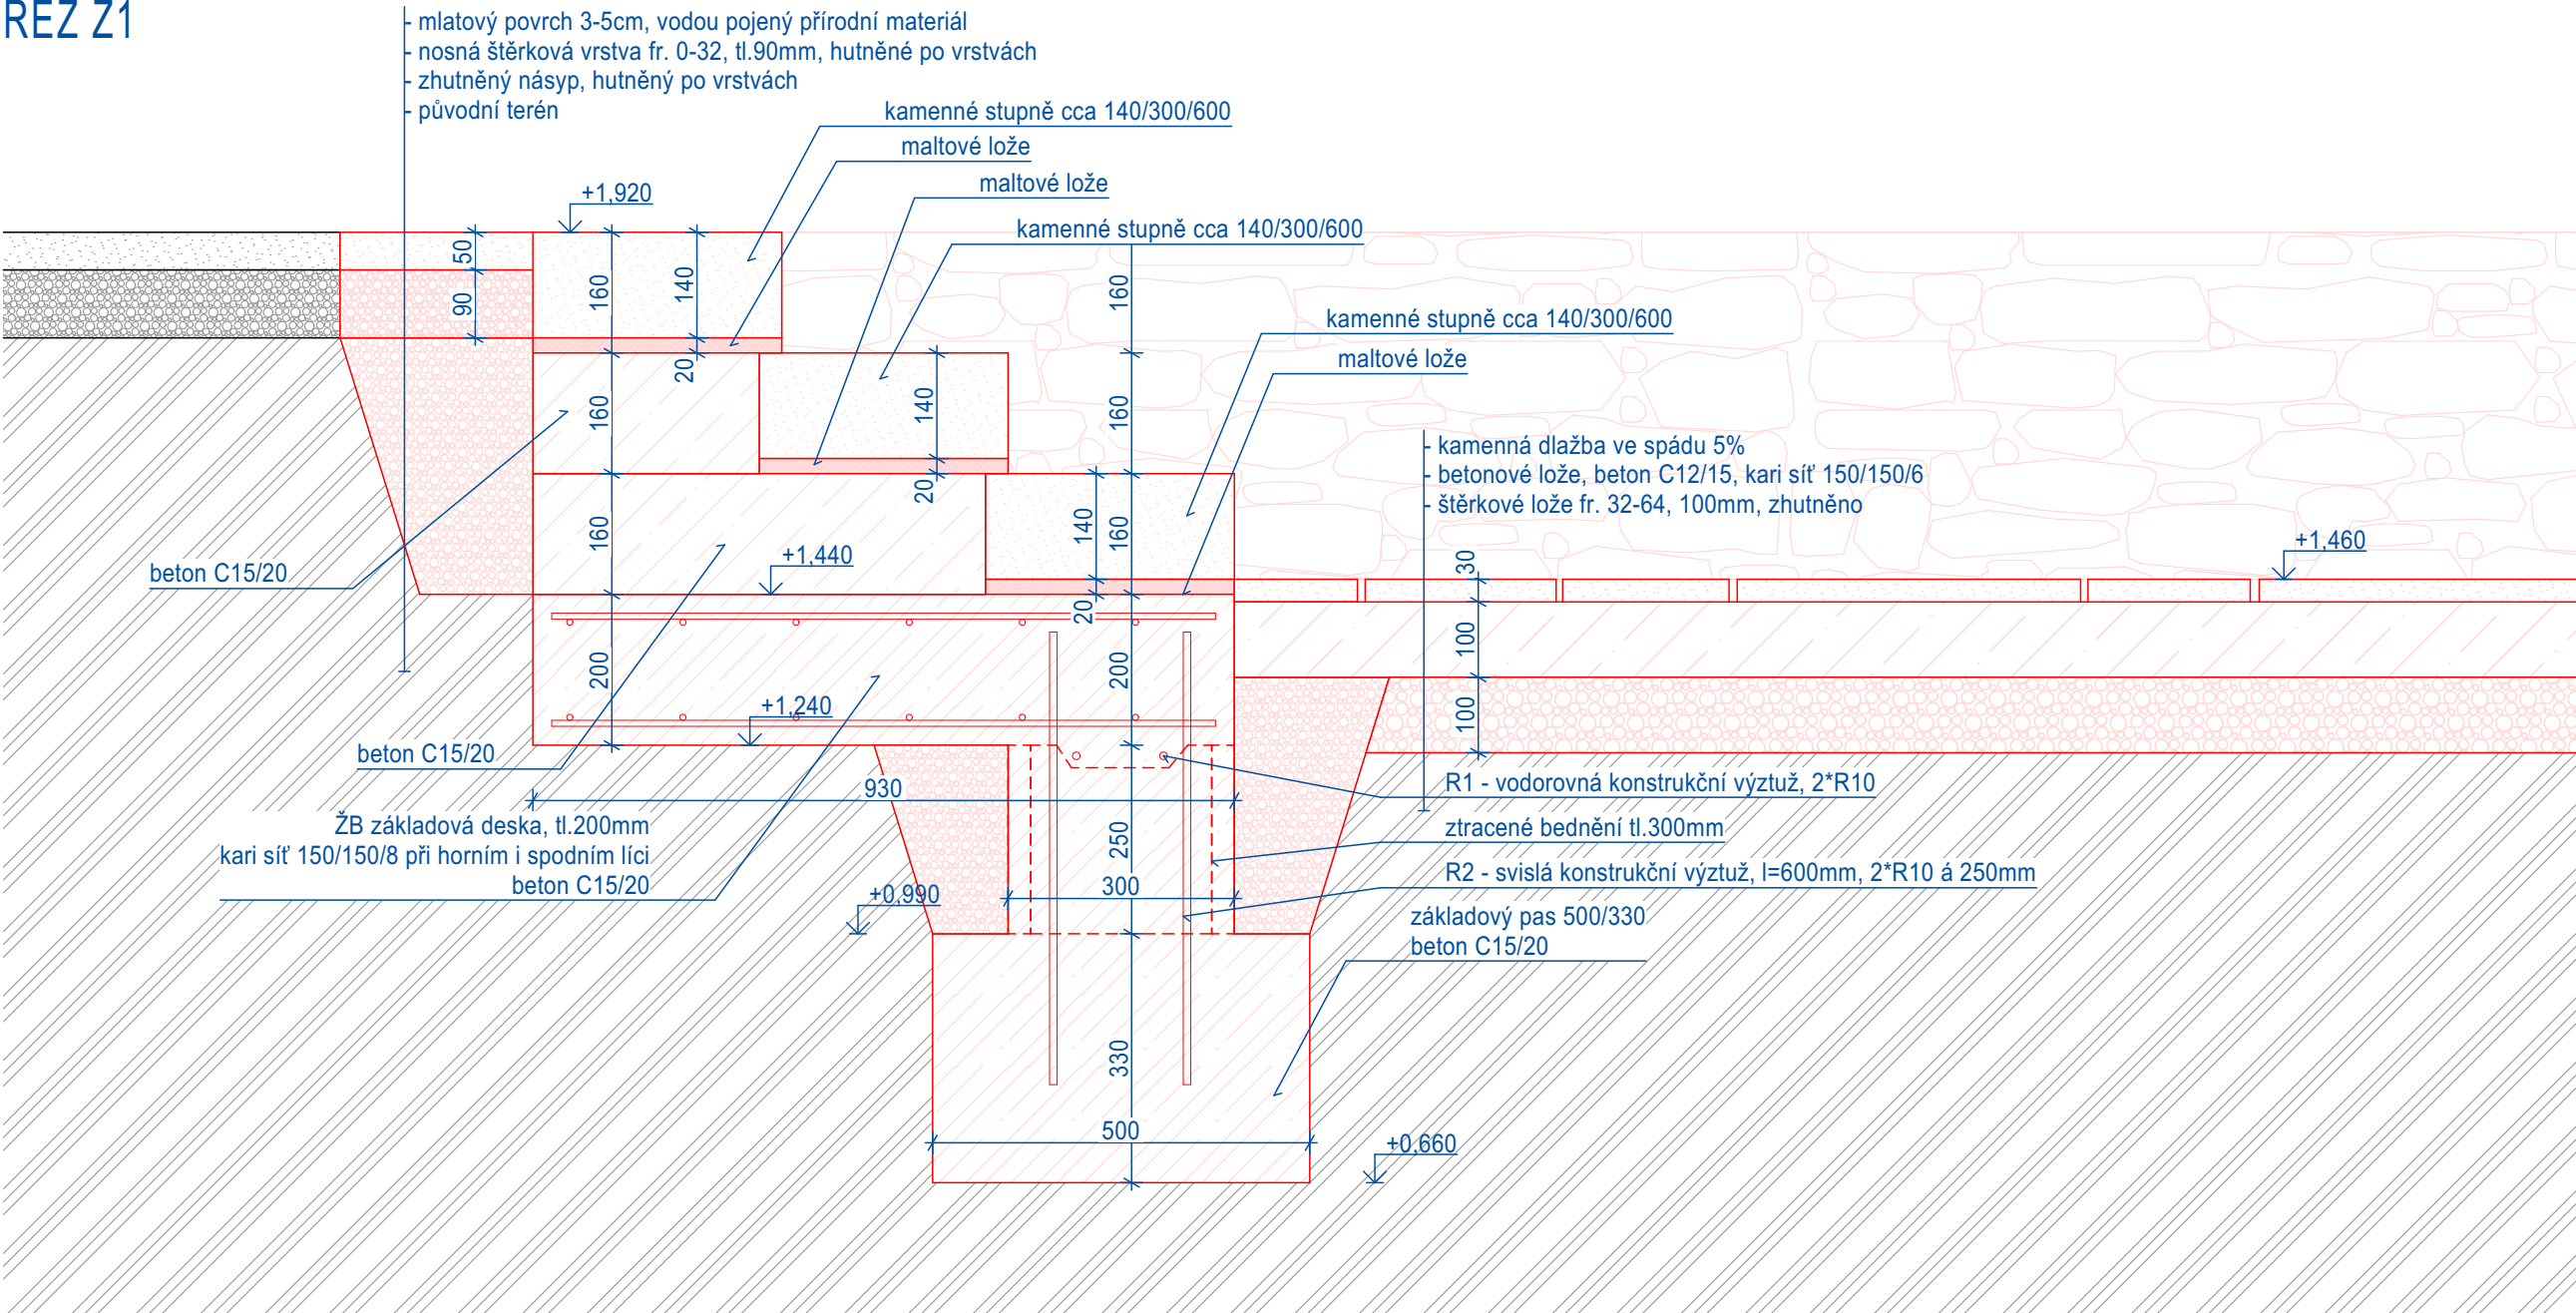 ŘEZ Z1
- mlatový povrch 3-5cm, vodou pojený přírodní materiál
- nosná štěrková vrstva fr. 0-32, tl.90mm, hutněné po vrstvách
- zhutněný násyp, hutněný po vrstvách
- původní terén
kamenné stupně cca 140/300/600
maltové lože
maltové lože
kamenné stupně cca 140/300/600
+1,920
50
90
160
140
20
160
160
200
140
20
160
160
160
200
250
330
kamenné stupně cca 140/300/600
maltové lože
140
20
- kamenná dlažba ve spádu 5%
- betonové lože, beton C12/15, kari síť 150/150/6
- štěrkové lože fr. 32-64, 100mm, zhutněno
+1,460
30
100
100
+1,440
beton C15/20
+1,240
beton C15/20
930
ŽB základová deska, tl.200mm
kari síť 150/150/8 při horním i spodním líci
beton C15/20
R1 - vodorovná konstrukční výztuž, 2*R10
ztracené bednění tl.300mm
R2 - svislá konstrukční výztuž, l=600mm, 2*R10 á 250mm
+0,990
300
základový pas 500/330
beton C15/20
500
+0,660